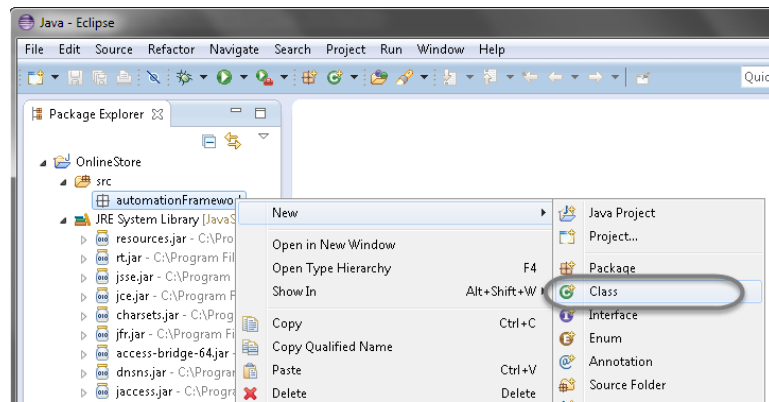 Java - Eclipse
File Edit Source Refactor Navigate Search Project Run Window Help
Quic
Package Explorer
OnlineStore
src
automationFramewo
JRE System Library [JavaS
resources.jar - C:\Pro
rt.jar - C:\Program Fil
jsse.jar - C:\Program
jce.jar - C:\Program F
charsets.jar - C:\Prog
jfr.jar - C:\Program Fi
access-bridge-64.jar -
dnsns.jar - C:\Program
jaccess.jar - C:\Progra
New
Open in New Window
Open Type Hierarchy F4
Show In Alt+Shift+W
Copy Ctrl+C
Copy Qualified Name
Paste Ctrl+V
Delete Delete
Java Project
Project...
Package
Class
Interface
Enum
Annotation
Source Folder